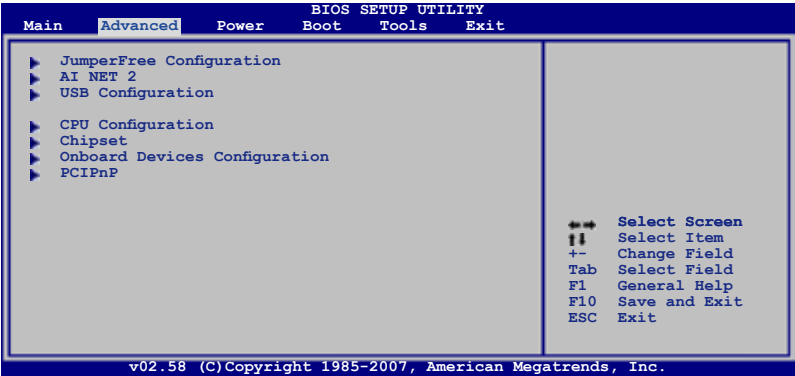 BIOS SETUP UTILITY
Main Advanced Power Boot Tools Exit
JumperFree Configuration
AI NET 2
USB Configuration
CPU Configuration
Chipset
Onboard Devices Configuration
PCIPnP
←→ Select Screen
↑↓ Select Item
+- Change Field
Tab Select Field
F1 General Help
F10 Save and Exit
ESC Exit
v02.58 (C)Copyright 1985-2007, American Megatrends, Inc.